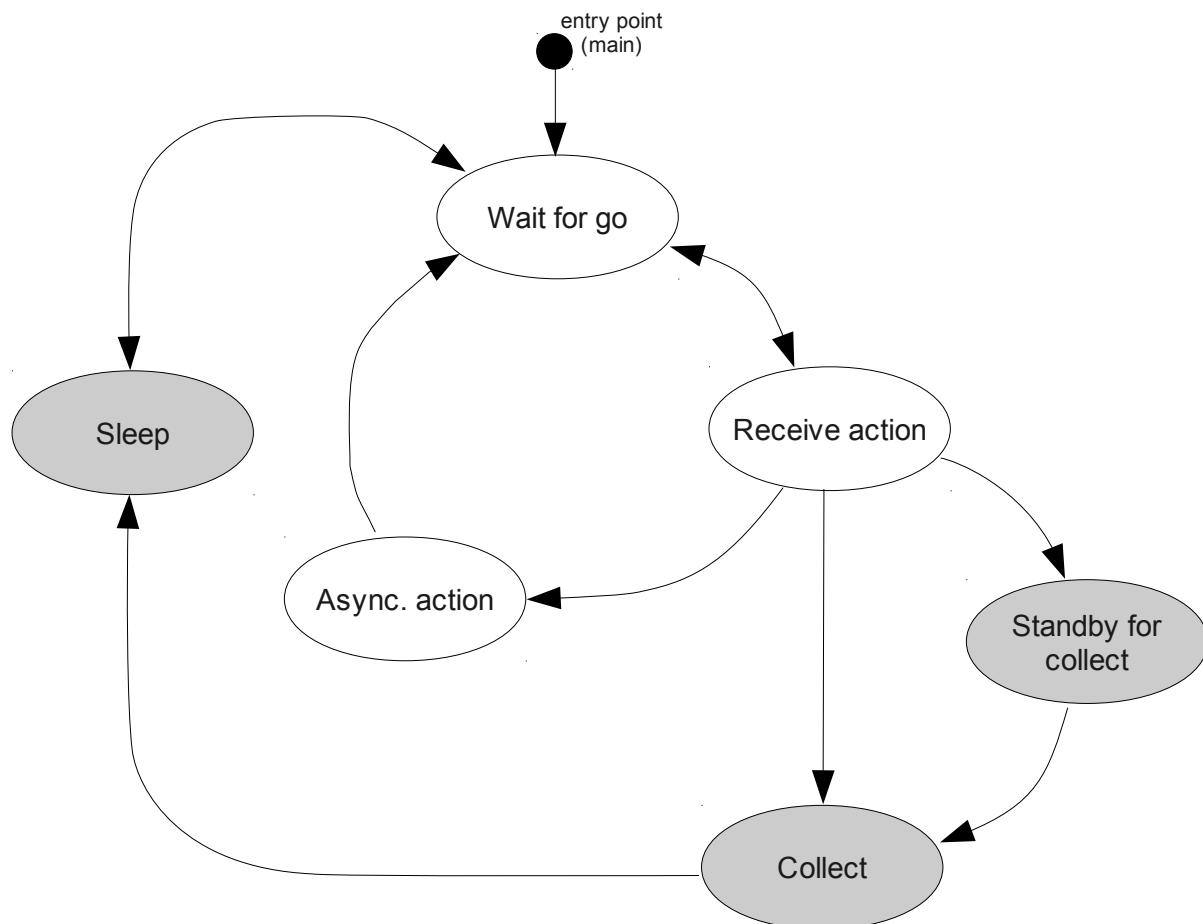 entry point
(main)
Wait for go
Receive action
Sleep
Async. action
Standby for
collect
Collect